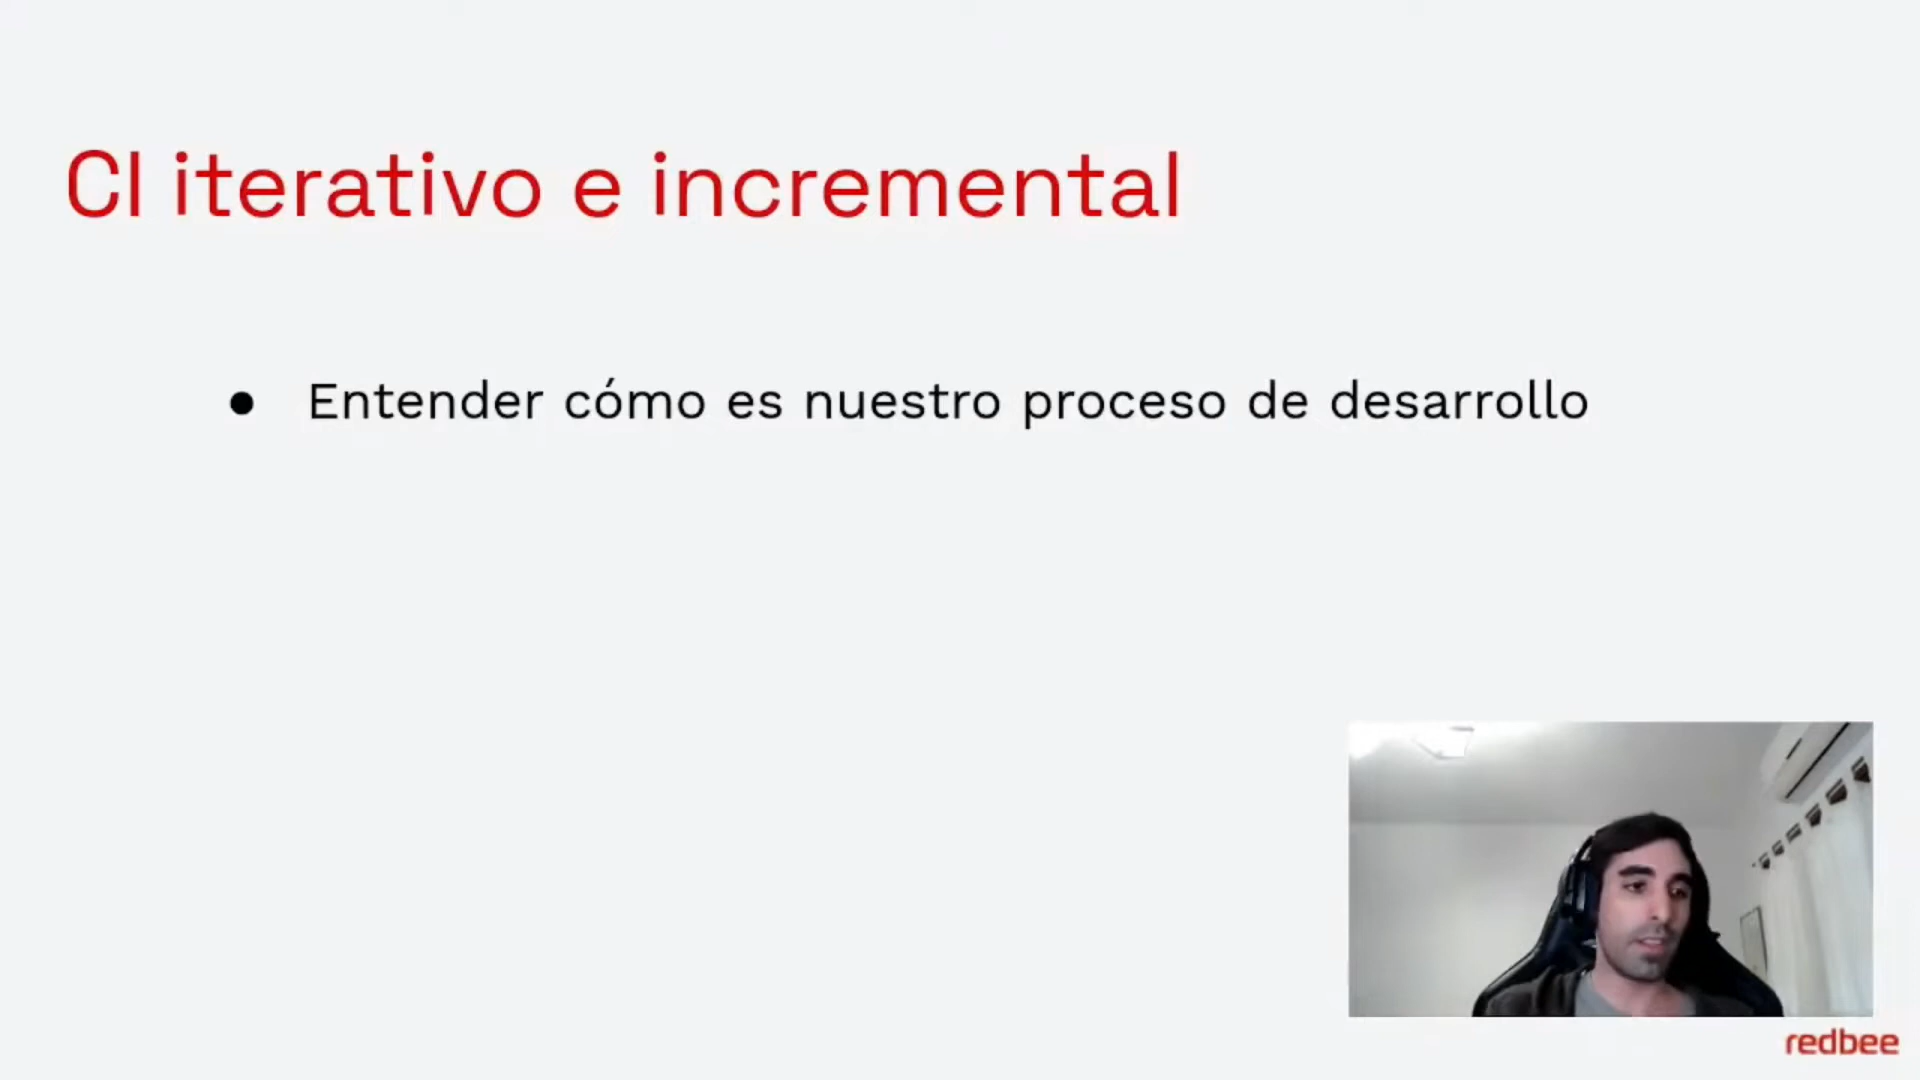 CI iterativo e incremental
● Entender cómo es nuestro proceso de desarrollo
redbee